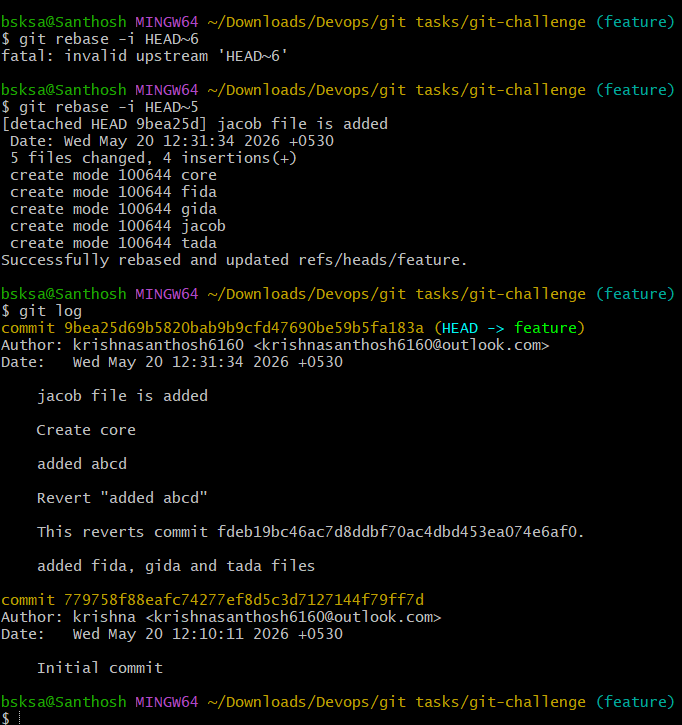 bsksa@Santhosh MINGW64 ~/Downloads/Devops/git tasks/git-challenge (feature)
$ git rebase -i HEAD~6
fatal: invalid upstream 'HEAD~6'
bsksa@Santhosh MINGW64 ~/Downloads/Devops/git tasks/git-challenge (feature)
$ git rebase -i HEAD~5
[detached HEAD 9bea25d] jacob file is added
Date: Wed May 20 12:31:34 2026 +0530
5 files changed, 4 insertions(+)
create mode 100644 core
create mode 100644 fida
create mode 100644 gida
create mode 100644 jacob
create mode 100644 tada
Successfully rebased and updated refs/heads/feature.
bsksa@Santhosh MINGW64 ~/Downloads/Devops/git tasks/git-challenge (feature)
$ git log
commit 9bea25d69b5820bab9b9cfd47690be59b5fa183a (HEAD -> feature)
Author: krishnasanthosh6160 <krishnasanthosh6160@outlook.com>
Date:   Wed May 20 12:31:34 2026 +0530
jacob file is added
Create core
added abcd
Revert "added abcd"
This reverts commit fdeb19bc46ac7d8ddbf70ac4dbd453ea074e6af0.
added fida, gida and tada files
commit 779758f88eafc74277ef8d5c3d7127144f79ff7d
Author: krishna <krishnasanthosh6160@outlook.com>
Date:   Wed May 20 12:10:11 2026 +0530
Initial commit
bsksa@Santhosh MINGW64 ~/Downloads/Devops/git tasks/git-challenge (feature)
$